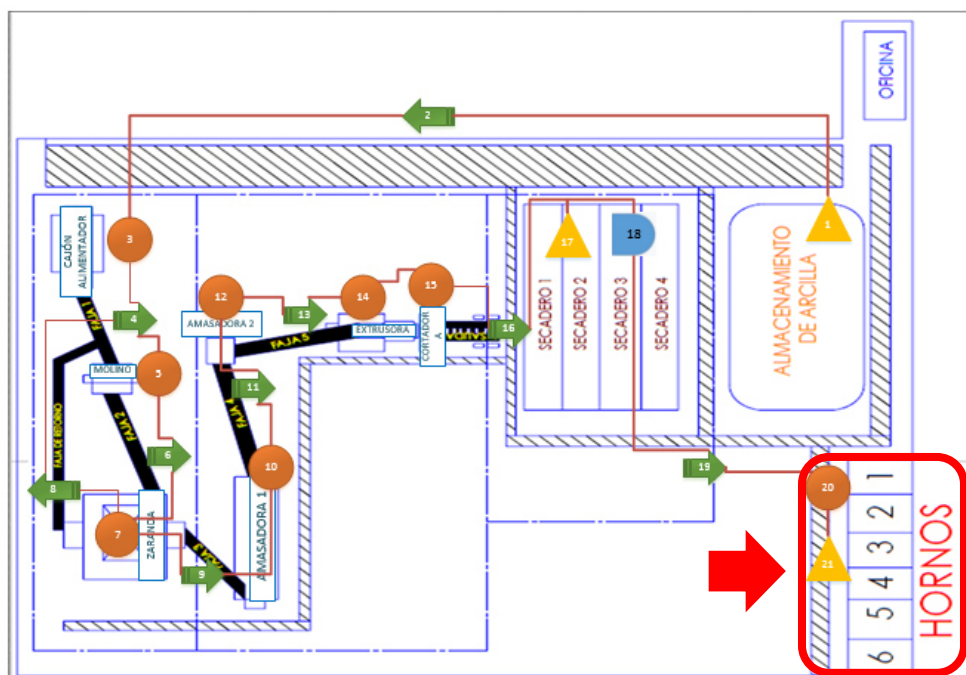 OFICINA
2
1
ALMACENAMIENTO
DE ARCILLA
CAJÓN
ALIMENTADOR
3
FAJA 1
4
MOLINO
5
FAJA DE RETORNO
FAJA 2
6
8
7
ZARANDA
FAJA 3
9
12
AMASADORA 2
13
14
15
EXTRUSORA
FAJA 5
CORTADOR
A
SALIDA
16
11
FAJA 4
10
AMASADORA 1
17
18
SECADERO 1
SECADERO 2
SECADERO 3
SECADERO 4
19
20
21
1
2
3
4
5
6
HORNOS